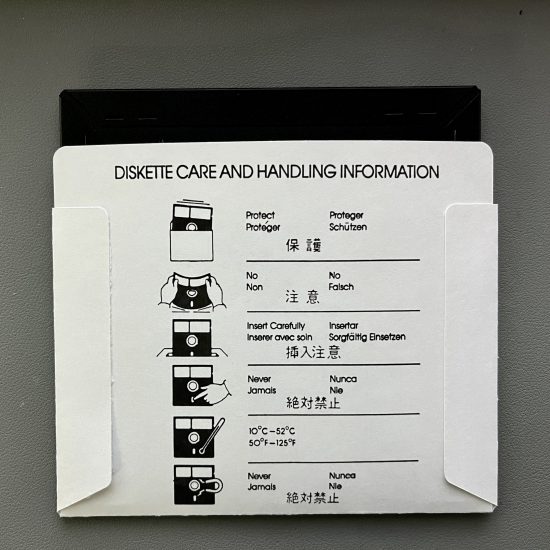 DISKETTE CARE AND HANDLING INFORMATION
Protect Proteger
Protéger Schützen
保護
No No
Non Falsch
注意
Insert Carefully Insertar
Inserer avec soin Sorgfältig Einsetzen
挿入注意
Never Nunca
Jamais Nie
絶対禁止
10°C–52°C
50°F–125°F
Never Nunca
Jamais Nie
絶対禁止